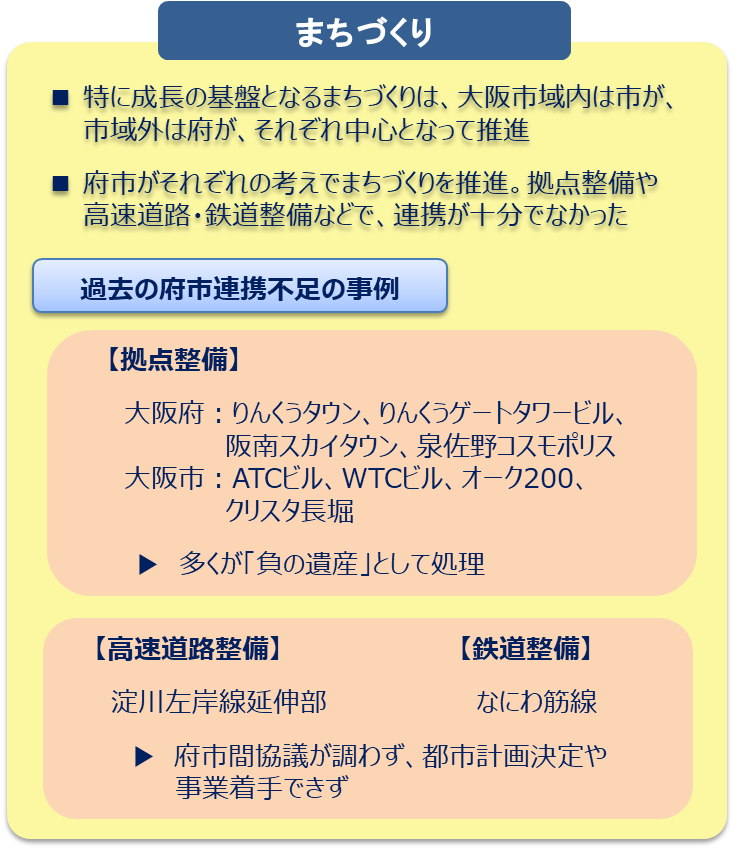 まちづくり
■ 特に成長の基盤となるまちづくりは、大阪市域内は市が、
市域外は府が、それぞれ中心となって推進
■ 府市がそれぞれの考えでまちづくりを推進。拠点整備や
高速道路・鉄道整備などで、連携が十分でなかった
過去の府市連携不足の事例
【拠点整備】
大阪府：りんくうタウン、りんくうゲートタワービル、
阪南スカイタウン、泉佐野コスモポリス
大阪市：ATCビル、WTCビル、オーク200、
クリスタ長堀
▶ 多くが「負の遺産」として処理
【高速道路整備】 【鉄道整備】
淀川左岸線延伸部 なにわ筋線
▶ 府市間協議が調わず、都市計画決定や
事業着手できず